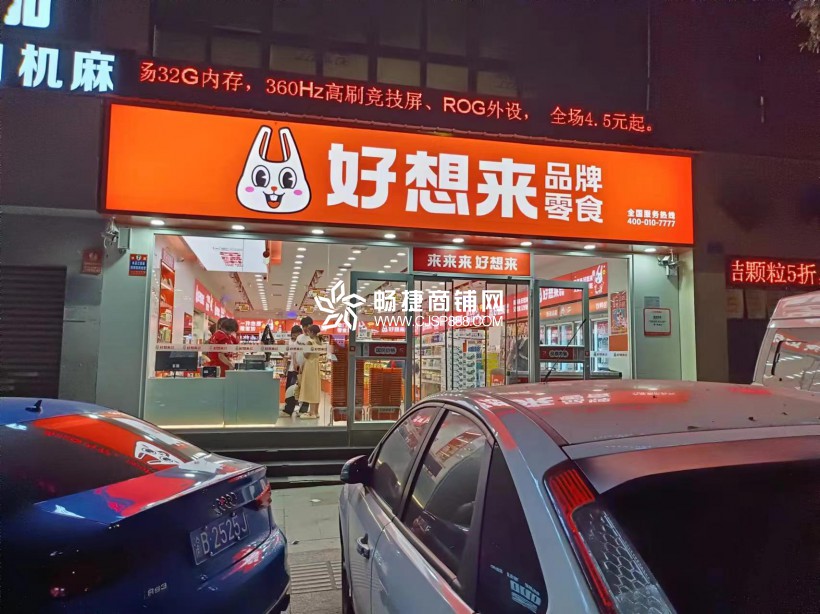 机麻
场32G内存，360Hz高刷竞技屏、ROG外设， 全场4.5元起。
好想来
品牌
零食
全国服务热线
400-010-7777
吉颗粒5折
来来来 好想来
畅捷商铺网
WWW.CJSP888.COM
B·2525J
RS3